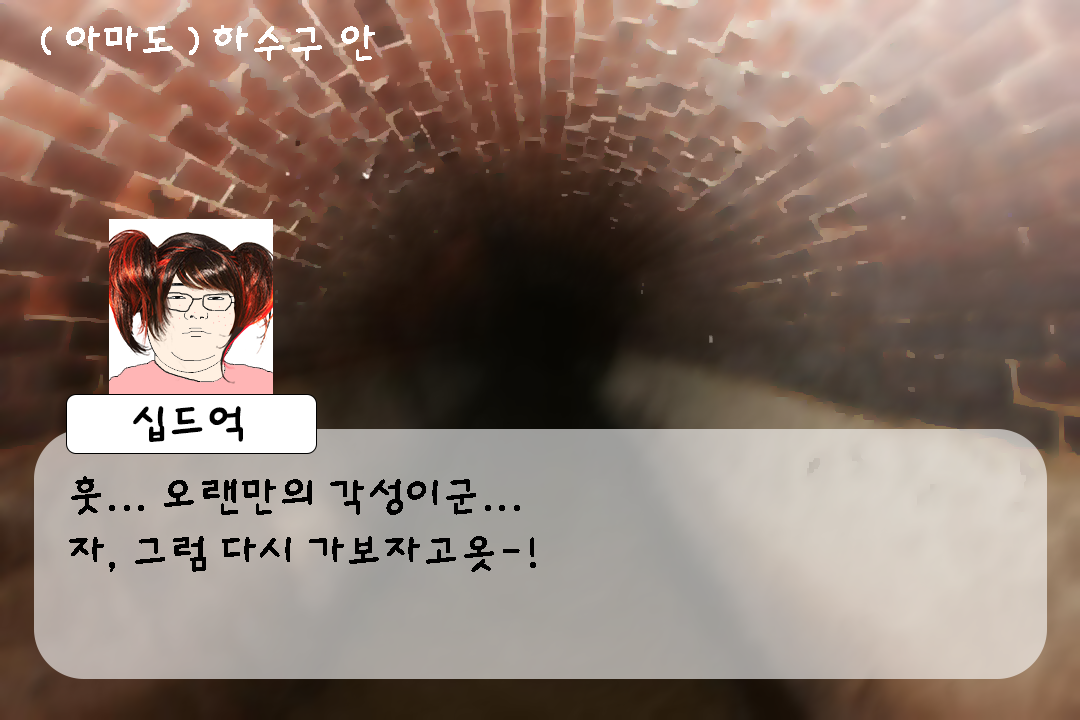 ( 아마도 ) 하수구 안
십드억
훗... 오랜만의 각성이군...
자, 그럼 다시 가보자고옷-!